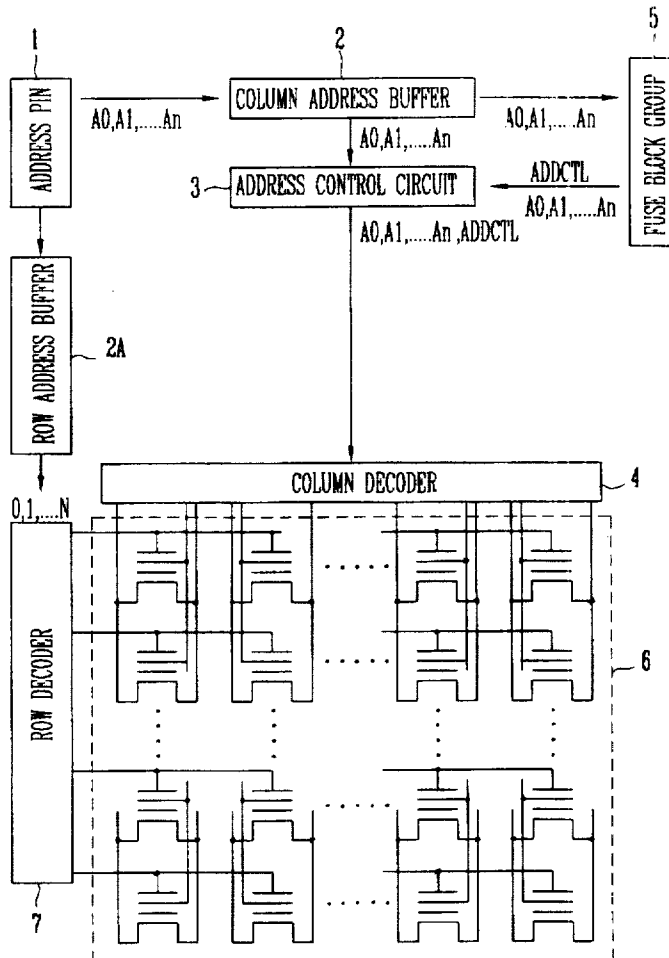 1
2
5
ADDRESS PIN
A0,A1,.....An
COLUMN ADDRESS BUFFER
A0,A1,.....An
FUSE BLOCK GROUP
A0,A1,.....An
3
ADDRESS CONTROL CIRCUIT
ADDCTL
A0,A1,.....An
A0,A1,.....An ,ADDCTL
ROW ADDRESS BUFFER
2A
COLUMN DECODER
4
0,1,....N
ROW DECODER
6
7